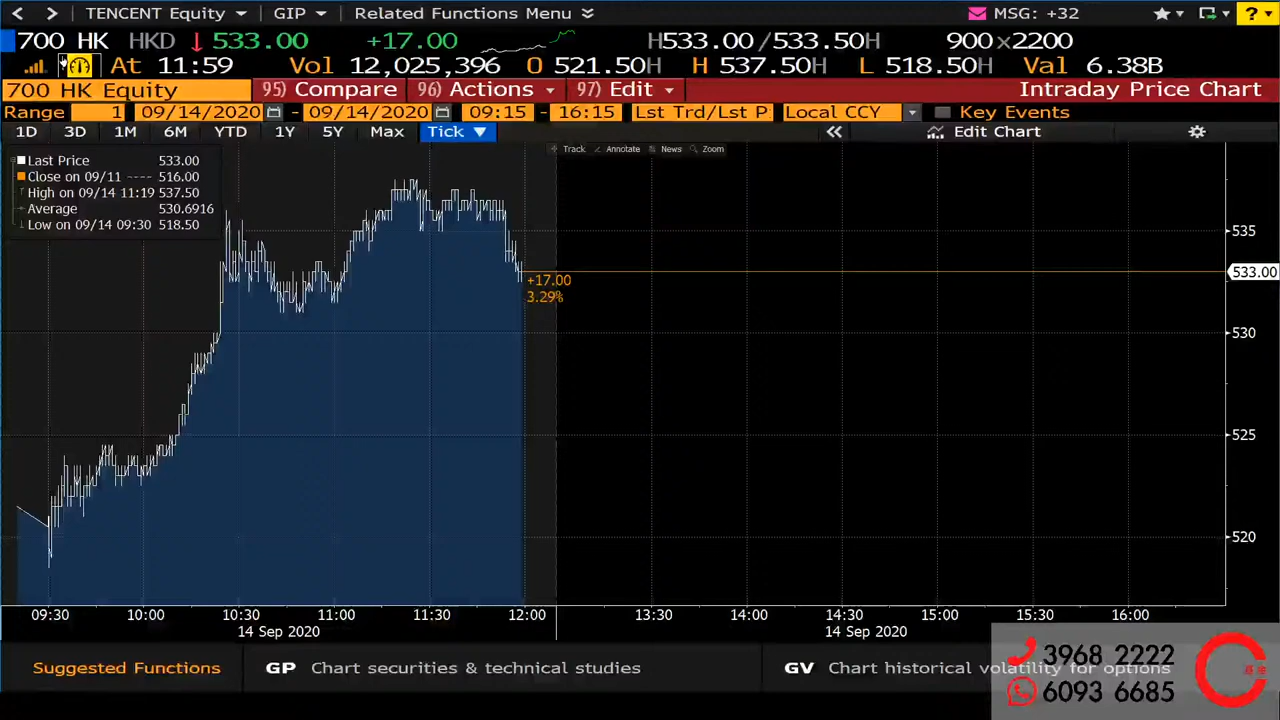 TENCENT Equity GIP Related Functions Menu MSG: +32 ?
700 HK HKD ↓ 533.00 +17.00 H533.00/533.50H 900x2200
At 11:59 Vol 12,025,396 O 521.50H H 537.50H L 518.50H Val 6.38B
700 HK Equity 95) Compare 96) Actions 97) Edit Intraday Price Chart
Range 1 09/14/2020 - 09/14/2020 09:15 - 16:15 Lst Trd/Lst P Local CCY Key Events
1D 3D 1M 6M YTD 1Y 5Y Max Tick ▼ « Edit Chart
Track Annotate News Zoom
Last Price 533.00
Close on 09/11 ---- 516.00
High on 09/14 11:19 537.50
Average 530.6916
Low on 09/14 09:30 518.50
535
533.00
+17.00
3.29%
530
525
520
09:30 10:00 10:30 11:00 11:30 12:00 13:30 14:00 14:30 15:00 15:30 16:00
14 Sep 2020 14 Sep 2020
Suggested Functions GP Chart securities & technical studies GV Chart historical volatility for options
3968 2222
6093 6685